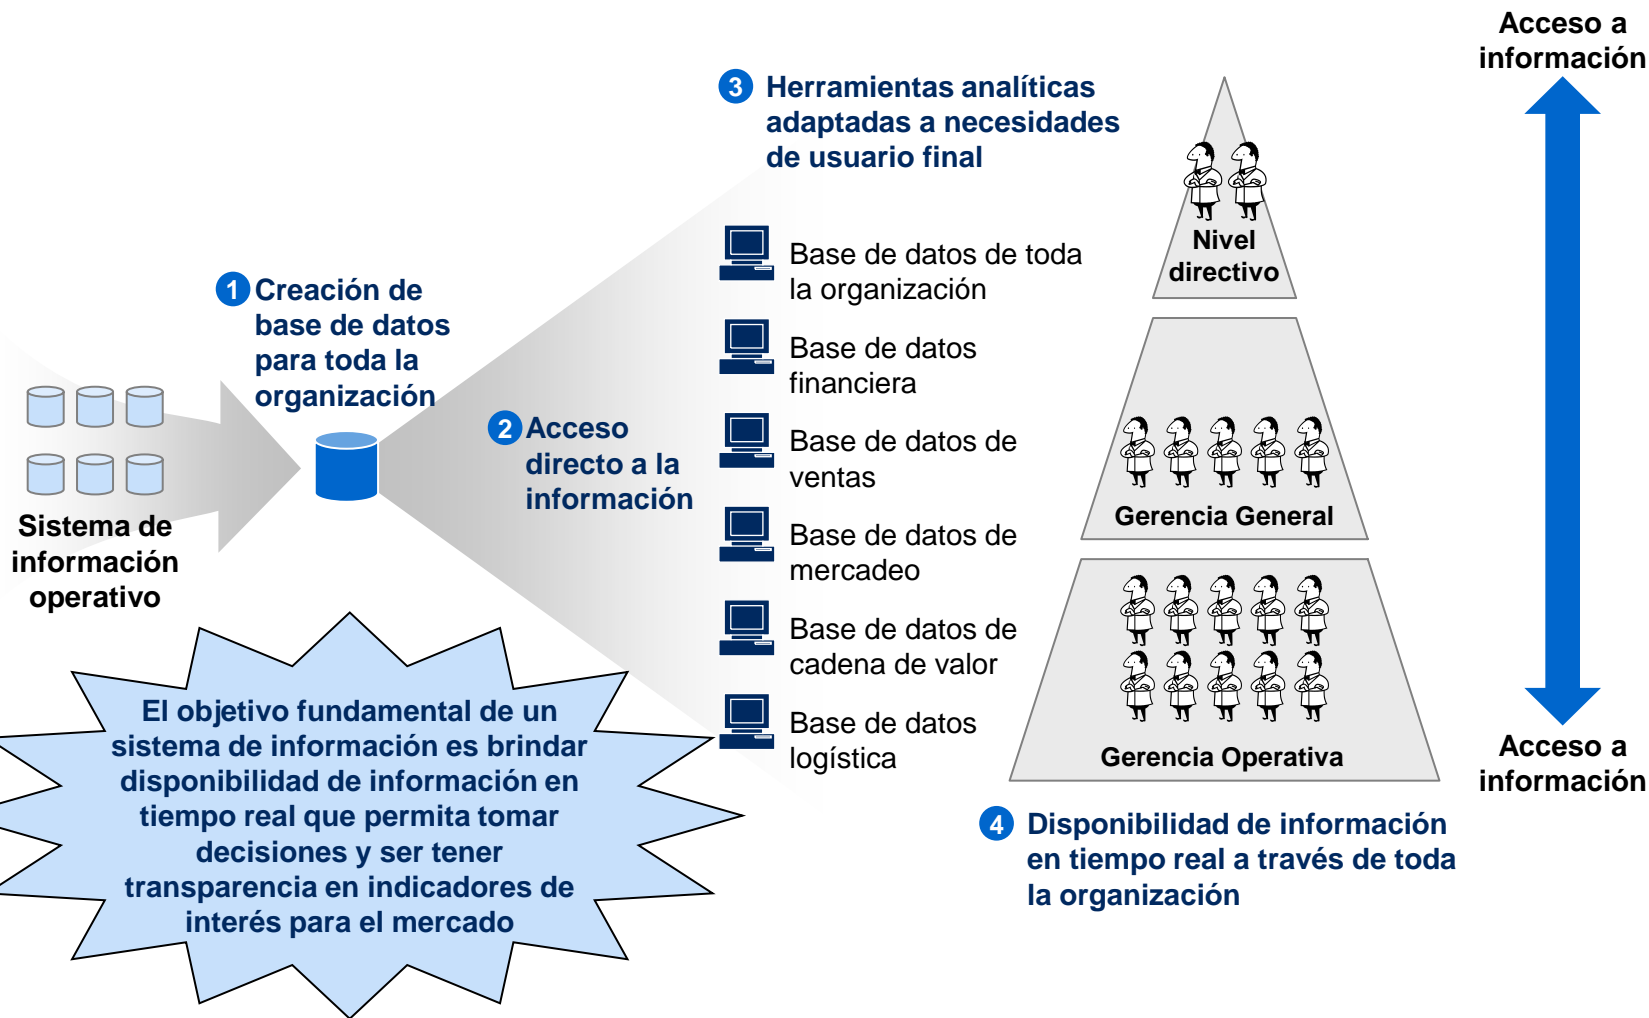 Acceso a
información
3 Herramientas analíticas
adaptadas a necesidades
de usuario final
1 Creación de
base de datos
para toda la
organización
2 Acceso
directo a la
información
Sistema de
información
operativo
Base de datos de toda
la organización
Base de datos
financiera
Base de datos de
ventas
Base de datos de
mercadeo
Base de datos de
cadena de valor
Base de datos
logística
Nivel
directivo
Gerencia General
Gerencia Operativa
Acceso a
información
El objetivo fundamental de un
sistema de información es brindar
disponibilidad de información en
tiempo real que permita tomar
decisiones y ser tener
transparencia en indicadores de
interés para el mercado
4 Disponibilidad de información
en tiempo real a través de toda
la organización